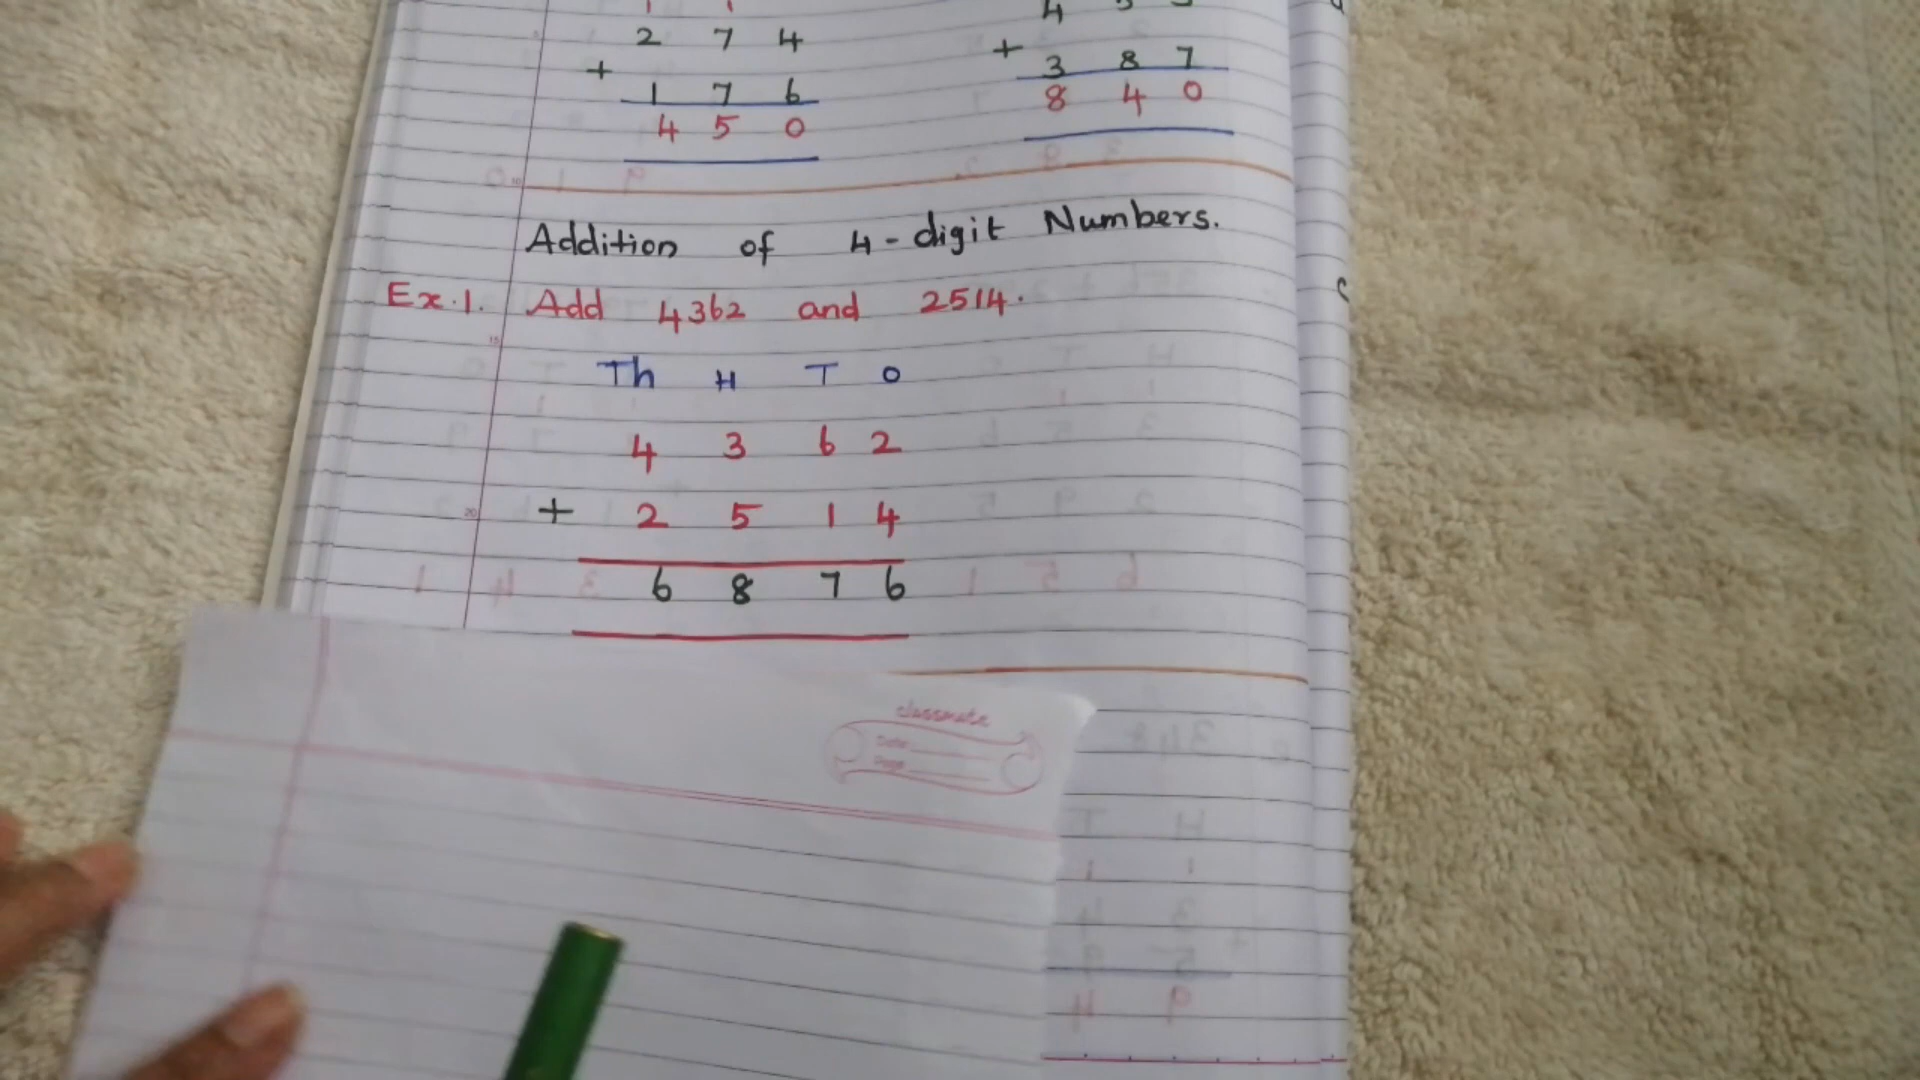 2 7 4
+
1 7 6
4 5 0
+
3 8 7
8 4 0
Addition of 4-digit Numbers.
Ex.1. Add 4362 and 2514.
Th H T O
4 3 6 2
+ 2 5 1 4
6 8 7 6
classmate
Date
Page